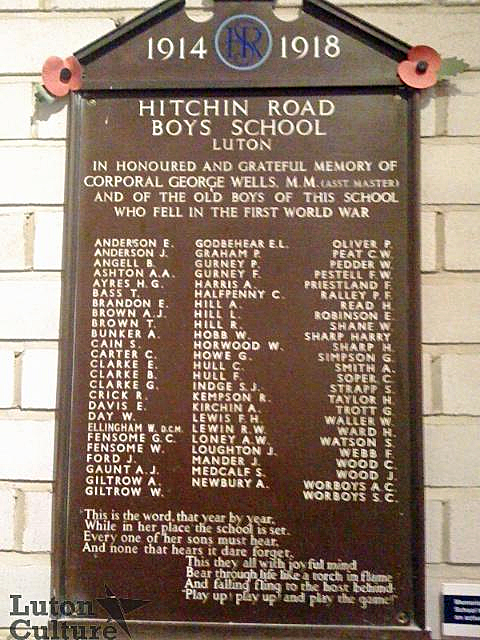 1914 HRS 1918
HITCHIN ROAD
BOYS SCHOOL
LUTON
IN HONOURED AND GRATEFUL MEMORY OF
CORPORAL GEORGE WELLS, M.M. (ASST. MASTER)
AND OF THE OLD BOYS OF THIS SCHOOL
WHO FELL IN THE FIRST WORLD WAR
ANDERSON E.
ANDERSON J.
ANGELL B.
ASHTON A.A.
AYRES H.G.
BASS T.
BRANDON E.
BROWN A.J.
BROWN T.
BUNKER A.
CAIN S.
CARTER C.
CLARKE E.
CLARKE B.
CLARKE G.
CRICK R.
DAVIS E.
DAY W.
ELLINGHAM W. D.C.M.
FENSOME G.C.
FENSOME W.
FORD J.
GAUNT A.J.
GILTROW A.
GILTROW W.
GODBEHEAR E.L.
GRAHAM P.
GURNEY P.
GURNEY F.
HARRIS A.
HALFPENNY C.
HILL A.
HILL L.
HILL R.
HOBB W.
HORWOOD W.
HOWE G.
HULL C.
HULL F.
INDGE S.J.
KEMPSON R.
KIRCHIN A.
LEWIS F.H.
LEWIN R.W.
LONEY A.W.
LOUGHTON J.
MANDER J.
MEDCALF S.
NEWBURY A.
OLIVER P.
PEAT C.W.
PEDDER W.
PESTELL F.W.
PRIESTLAND F.
RALLEY P.F.
READ H.
ROBINSON E.
SHANE W.
SHARP HARRY
SHARP H.
SIMPSON G.
SMITH A.
SOPER C.
STRAPP S.
TAYLOR H.
TROTT G.
WALLER W.
WARD H.
WATSON S.
WEBB F.
WOOD C.
WOOD J.
WORBOYS A.C.
WORBOYS S.C.
This is the word, that year by year,
While in her place the school is set.
Every one of her sons must hear,
And none that hears it dare forget.
This they all with joyful mind
Bear through life like a torch in flame
And falling fling to the host behind
"Play up! play up! and play the game!"
Luton
Culture